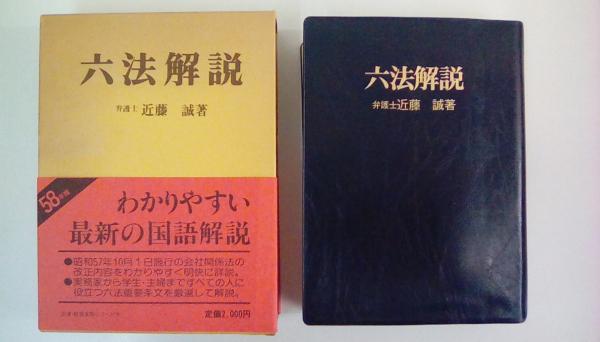 六法解説
弁護士 近藤 誠著
58年版
わかりやすい
最新の国語解説
●昭和57年10月1日施行の会社関係法の
改正内容をわかりやすく明快に詳説。
●実務家から学生・主婦まですべての人に
役立つ六法重要条文を厳選して解説。
定価2,000円
六法解説
弁護士近藤 誠著